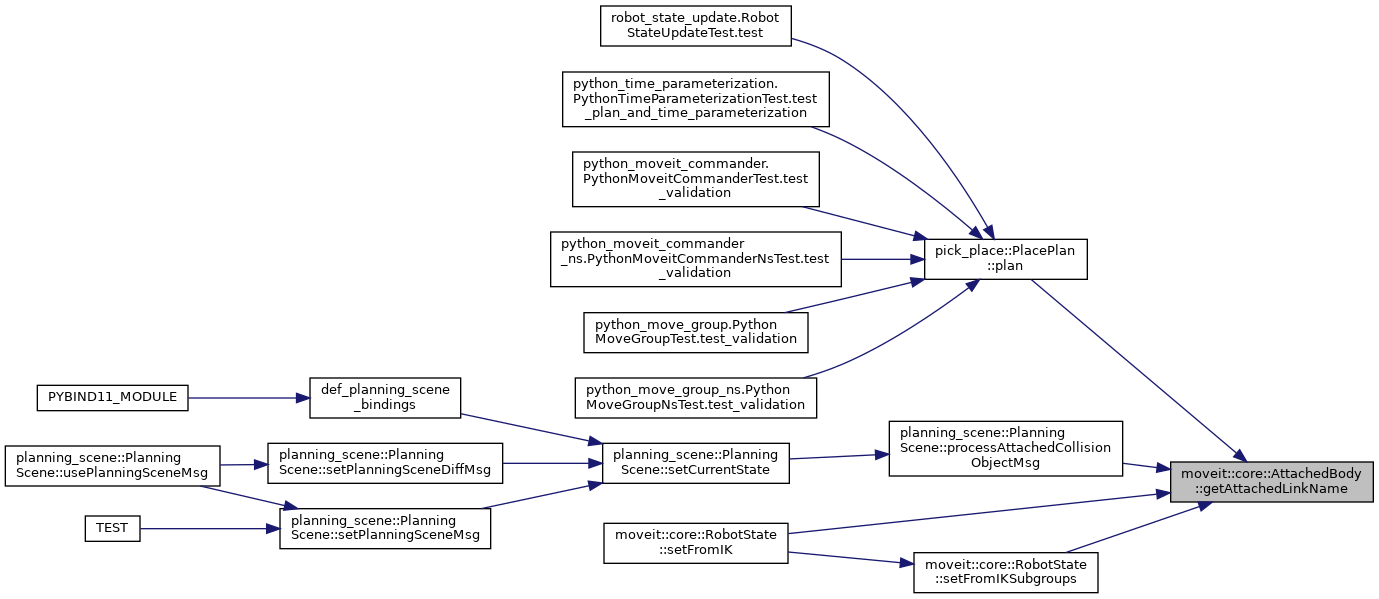 robot_state_update.Robot
StateUpdateTest.test
python_time_parameterization.
PythonTimeParameterizationTest.test
_plan_and_time_parameterization
python_moveit_commander.
PythonMoveitCommanderTest.test
_validation
python_moveit_commander
_ns.PythonMoveitCommanderNsTest.test
_validation
pick_place::PlacePlan
::plan
python_move_group.Python
MoveGroupTest.test_validation
python_move_group_ns.Python
MoveGroupNsTest.test_validation
PYBIND11_MODULE
def_planning_scene
_bindings
planning_scene::Planning
Scene::usePlanningSceneMsg
planning_scene::Planning
Scene::setPlanningSceneDiffMsg
planning_scene::Planning
Scene::setCurrentState
planning_scene::Planning
Scene::processAttachedCollision
ObjectMsg
moveit::core::AttachedBody
::getAttachedLinkName
TEST
planning_scene::Planning
Scene::setPlanningSceneMsg
moveit::core::RobotState
::setFromIK
moveit::core::RobotState
::setFromIKSubgroups